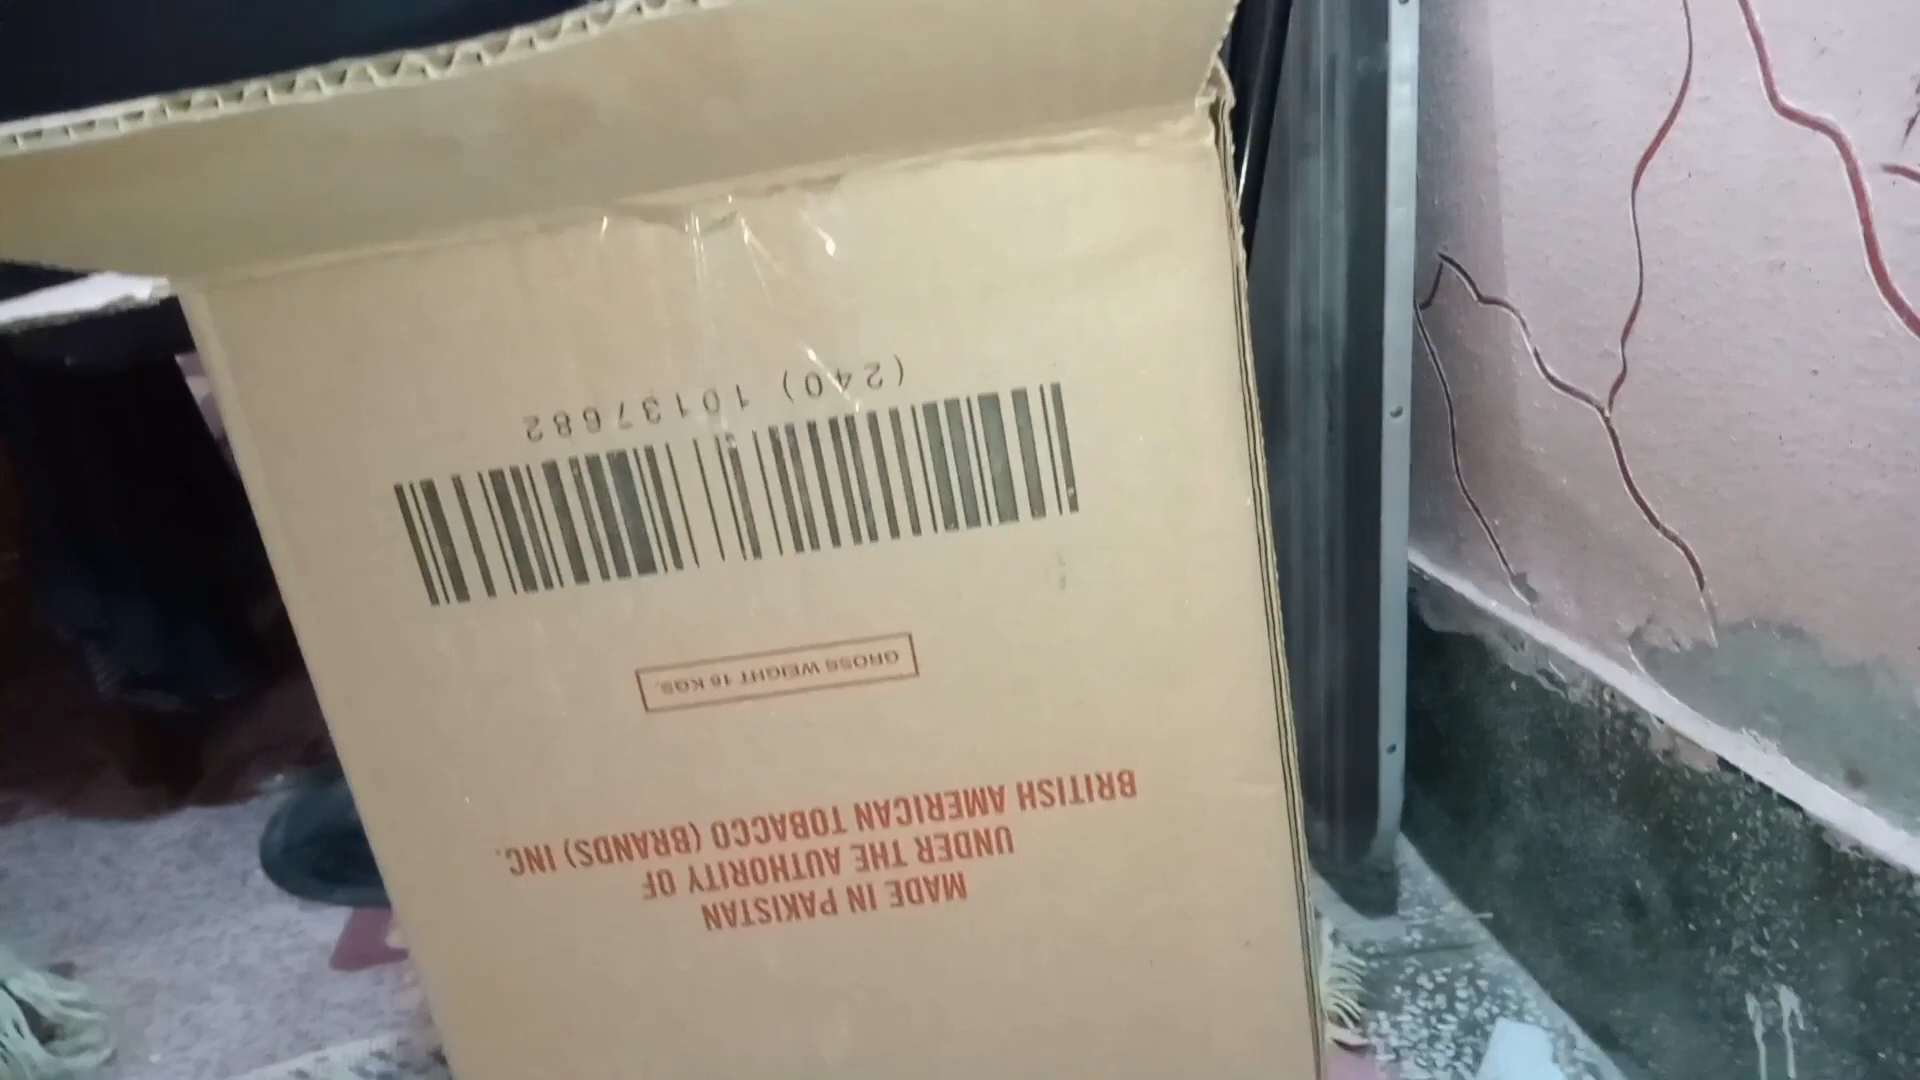 MADE IN PAKISTAN
UNDER THE AUTHORITY OF
BRITISH AMERICAN TOBACCO (BRANDS) INC.
GROSS WEIGHT 16 KGS.
(240) 10137682